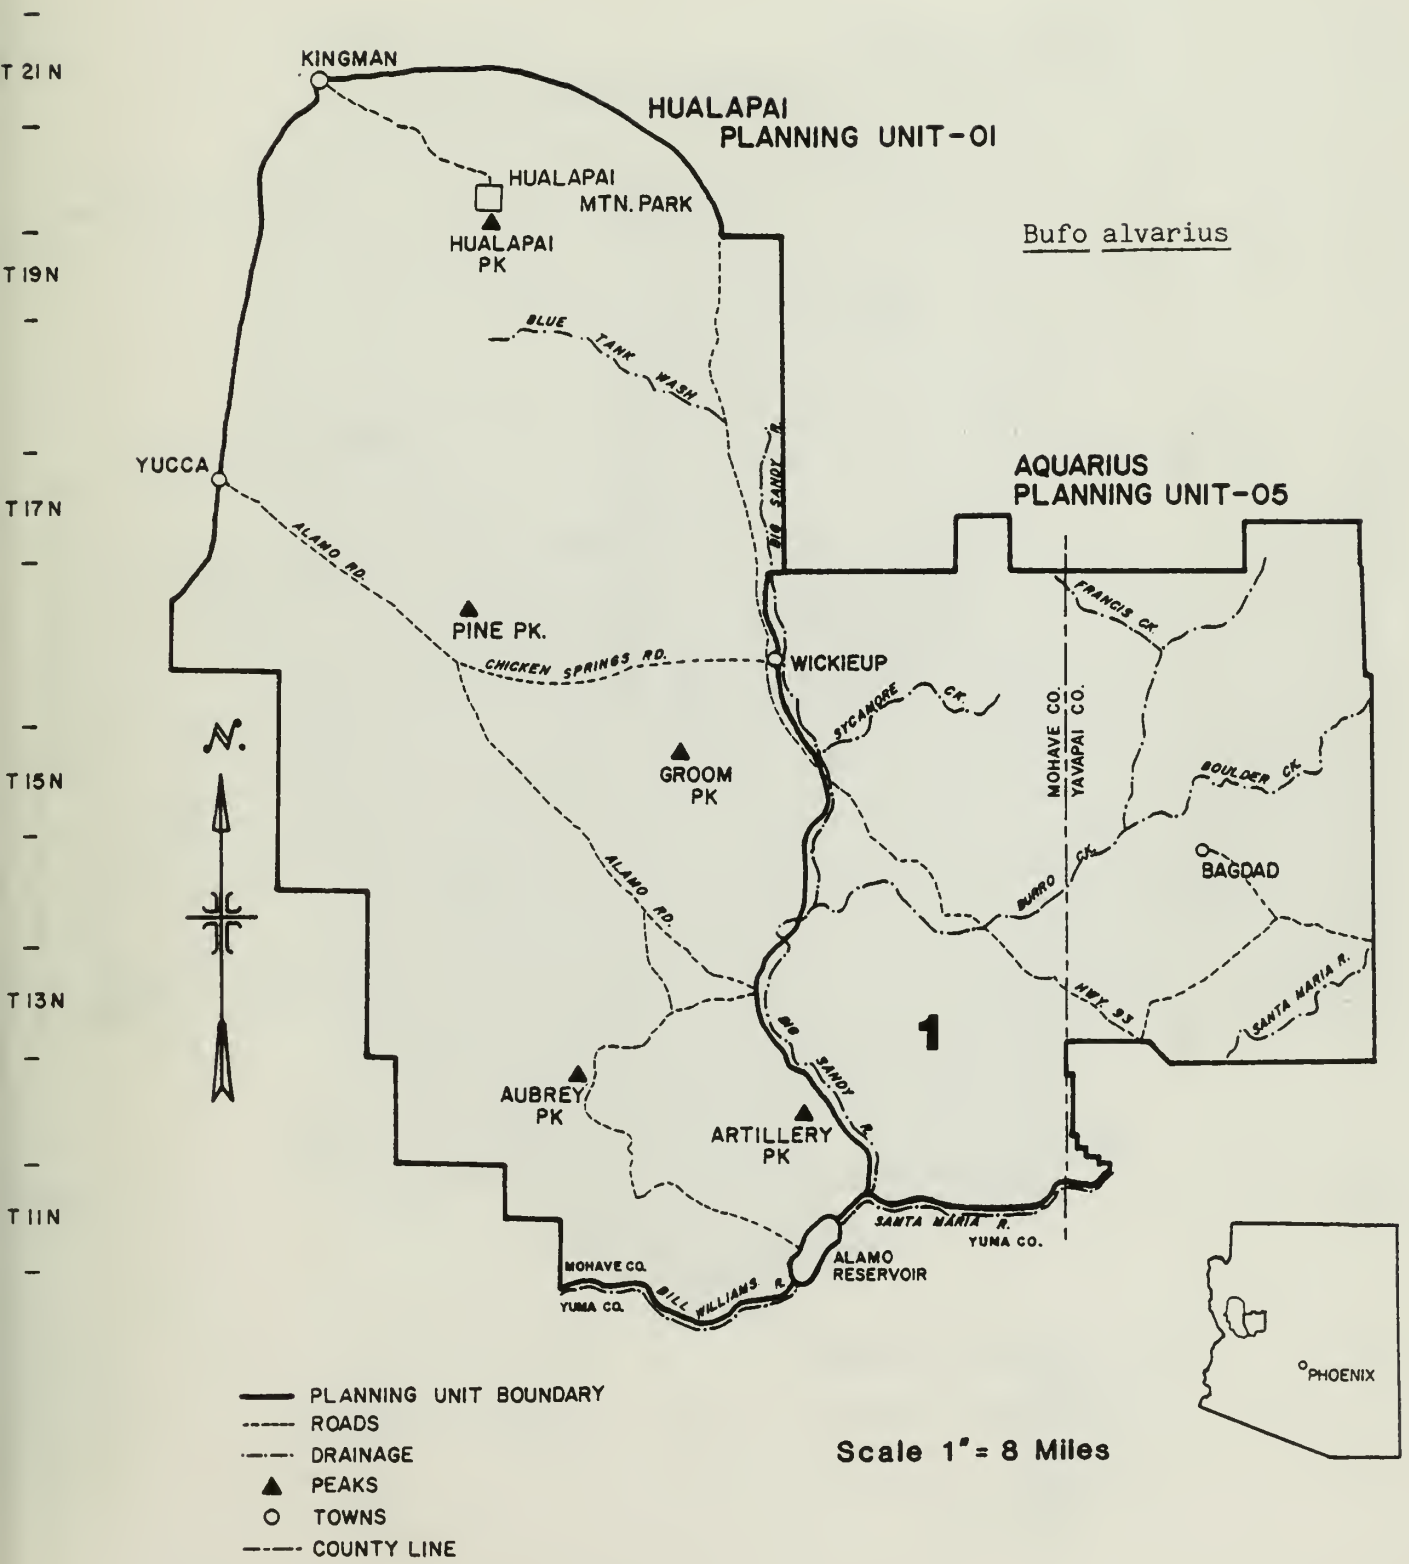 KINGMAN
T 21 N
HUALAPAI
PLANNING UNIT-01
HUALAPAI
MTN. PARK
HUALAPAI
PK
Bufo alvarius
T 19 N
BLUE TANK WASH
BIG SANDY R.
YUCCA
AQUARIUS
PLANNING UNIT-05
T 17 N
ALAMO RD.
FRANCIS CK.
PINE PK.
CHICKEN SPRINGS RD.
WICKIEUP
SYCAMORE CK.
MOHAVE CO.
YAVAPAI CO.
N.
GROOM
PK
T 15 N
BOULDER CK.
BAGDAD
ALAMO RD.
BURRO CK.
T 13 N
HWY. 93
SANTA MARIA R.
1
BIG SANDY R.
AUBREY
PK
ARTILLERY
PK
T 11 N
SANTA MARIA R.
YUMA CO.
ALAMO
RESERVOIR
MOHAVE CO.
YUMA CO.
BILL WILLIAMS R.
PHOENIX
PLANNING UNIT BOUNDARY
ROADS
DRAINAGE
PEAKS
TOWNS
COUNTY LINE
Scale 1" = 8 Miles